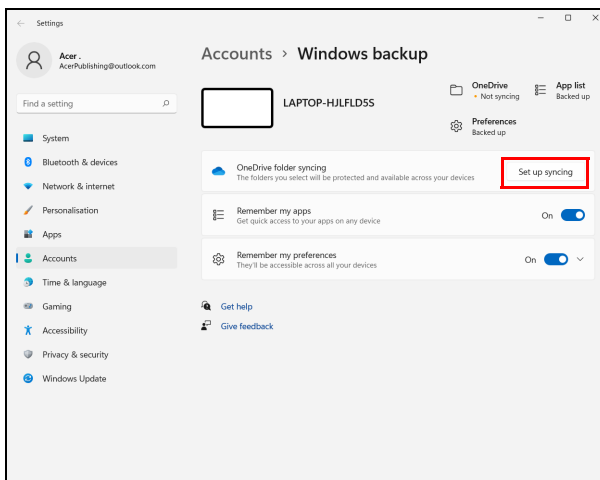 Settings
Acer .
AcerPublishing@outlook.com
Find a setting
System
Bluetooth & devices
Network & internet
Personalisation
Apps
Accounts
Time & language
Gaming
Accessibility
Privacy & security
Windows Update
Accounts > Windows backup
LAPTOP-HJLFLD5S
OneDrive
• Not syncing
App list
Backed up
Preferences
Backed up
OneDrive folder syncing
The folders you select will be protected and available across your devices
Set up syncing
Remember my apps
Get quick access to your apps on any device
On
Remember my preferences
They'll be accessible across all your devices
On
Get help
Give feedback